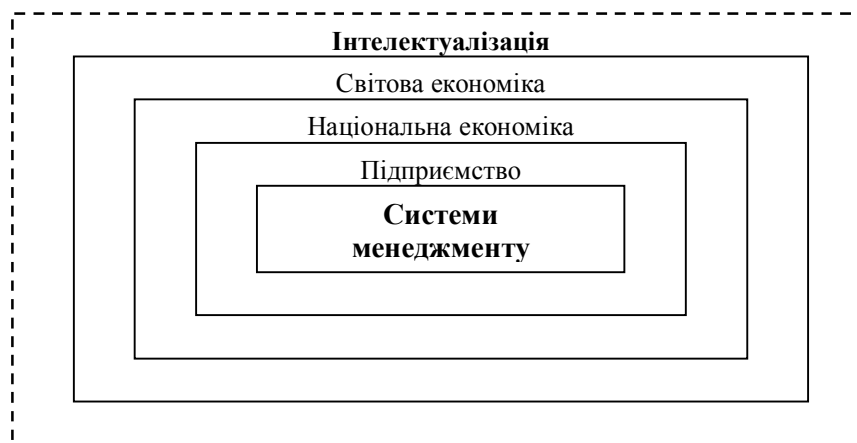 Інтелектуалізація
Світова економіка
Національна економіка
Підприємство
Системи
менеджменту